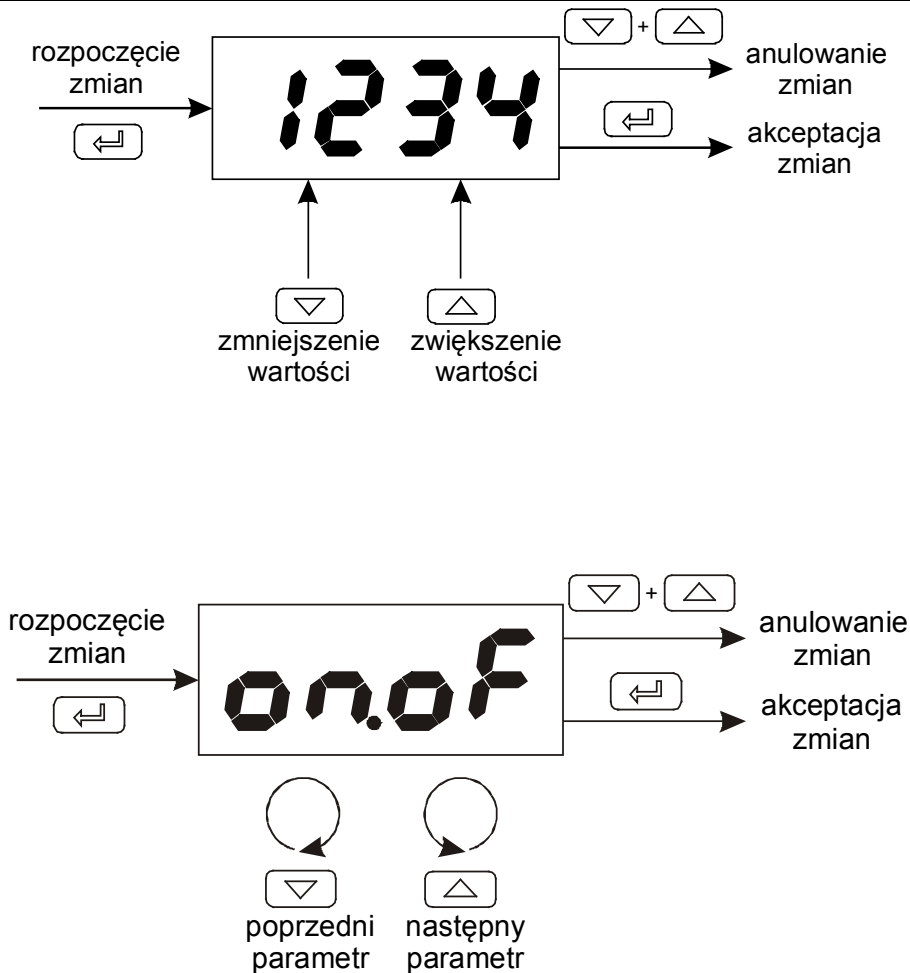 rozpoczęcie
zmian
1234
+
anulowanie
zmian
akceptacja
zmian
zmniejszenie
wartości
zwiększenie
wartości
rozpoczęcie
zmian
on.oF
+
anulowanie
zmian
akceptacja
zmian
poprzedni
parametr
następny
parametr